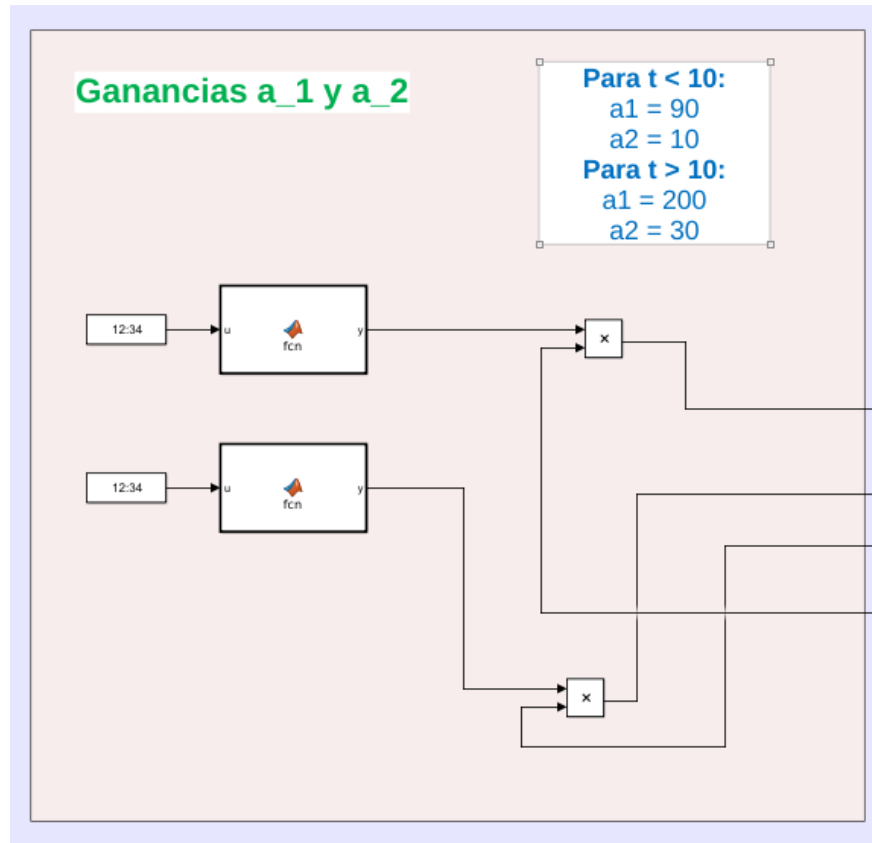 Ganancias a_1 y a_2
Para t < 10:
a1 = 90
a2 = 10
Para t > 10:
a1 = 200
a2 = 30
12:34
u
fcn
y
×
12:34
u
fcn
y
×